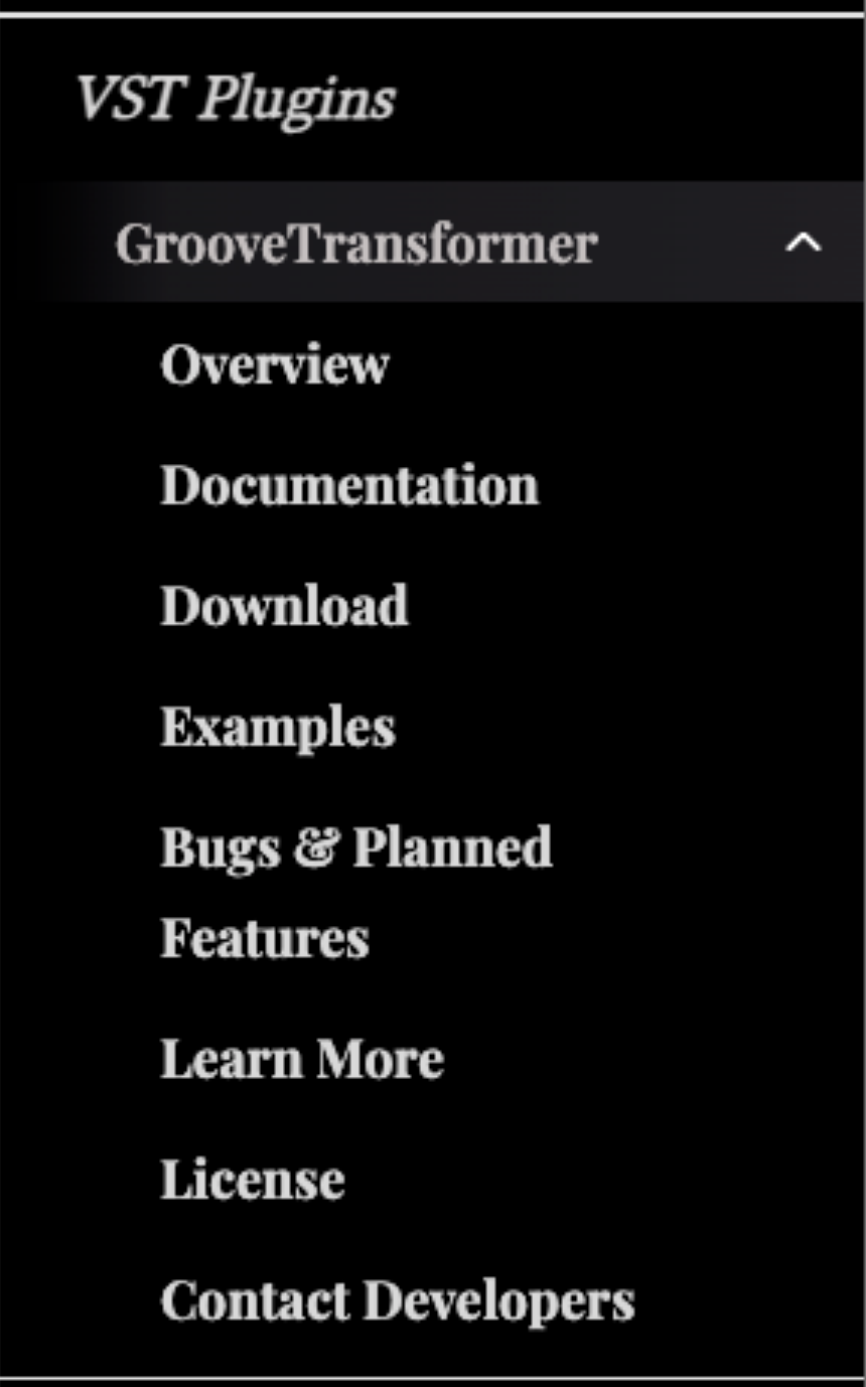 VST Plugins
GrooveTransformer
Overview
Documentation
Download
Examples
Bugs & Planned
Features
Learn More
License
Contact Developers